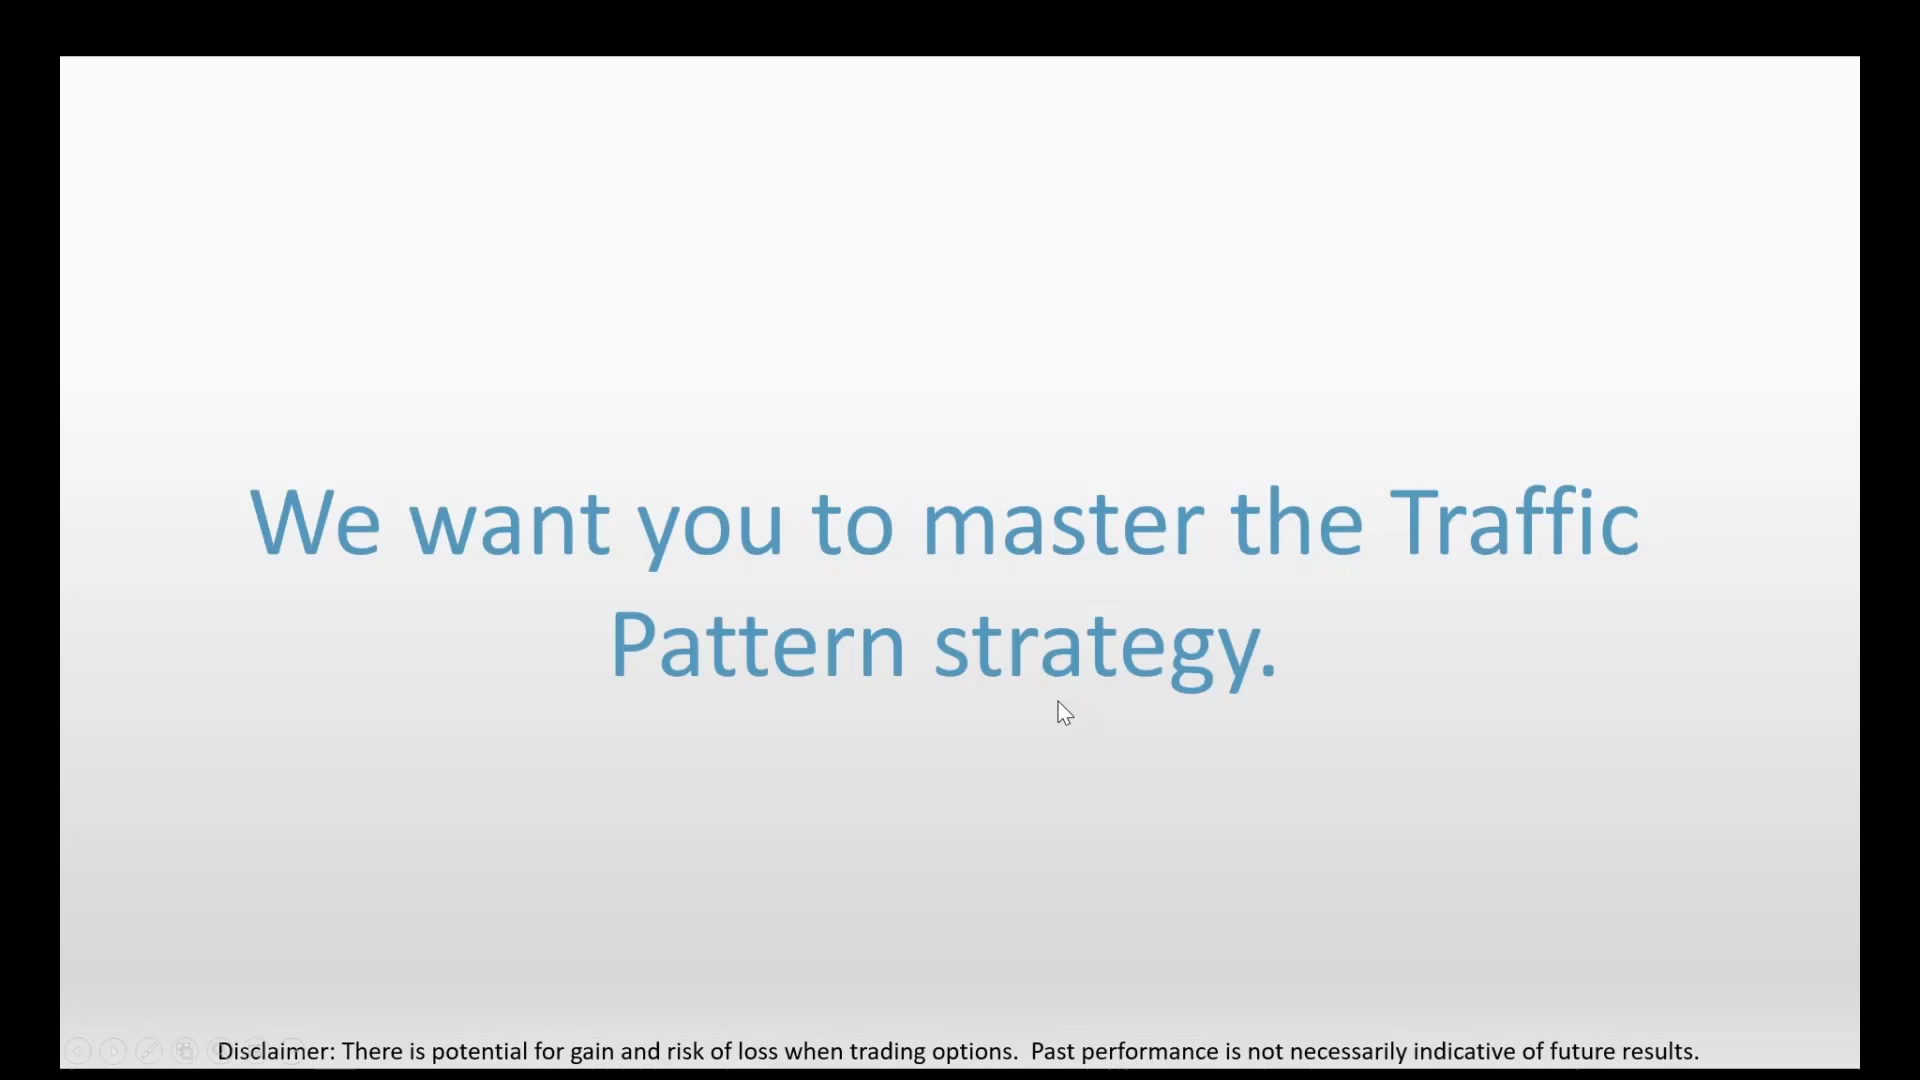 We want you to master the Traffic
Pattern strategy.
Disclaimer: There is potential for gain and risk of loss when trading options.  Past performance is not necessarily indicative of future results.